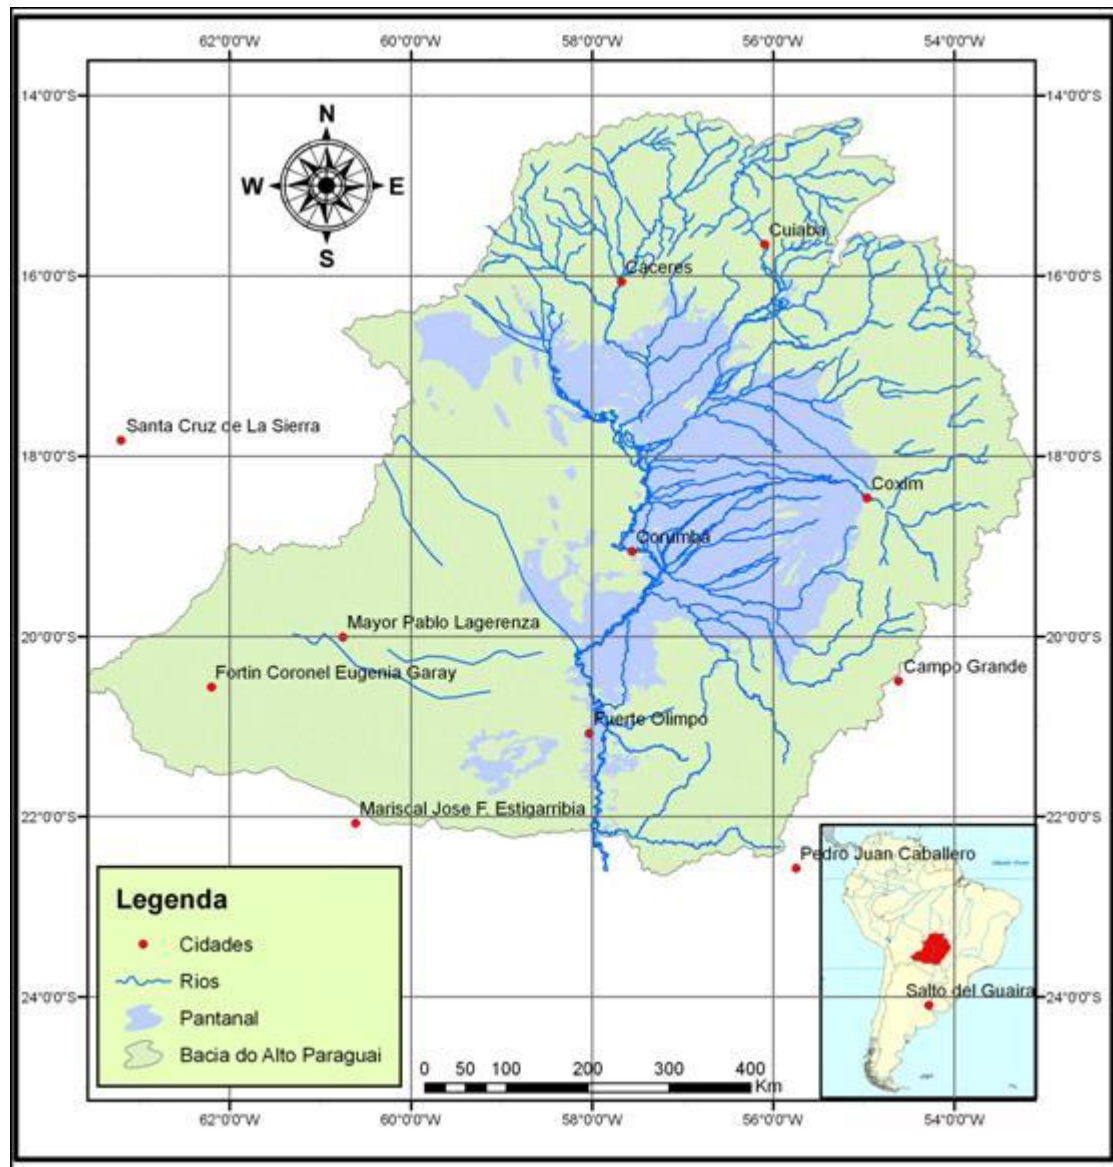 62°0'0"W 60°0'0"W 58°0'0"W 56°0'0"W 54°0'0"W
14°0'0"S 14°0'0"S
N
W E
S
Cuiabá
16°0'0"S 16°0'0"S
Cáceres
Santa Cruz de La Sierra
18°0'0"S 18°0'0"S
Coxim
Corumbá
Mayor Pablo Lagerenza
20°0'0"S 20°0'0"S
Fortin Coronel Eugenia Garay
Campo Grande
Fuerte Olimpo
Mariscal Jose F. Estigarribia
22°0'0"S 22°0'0"S
Pedro Juan Caballero
Legenda
Cidades
Rios
Pantanal
Bacia do Alto Paraguai
24°0'0"S 24°0'0"S
Salto del Guaira
0 50 100 200 300 400
Km
62°0'0"W 60°0'0"W 58°0'0"W 56°0'0"W 54°0'0"W